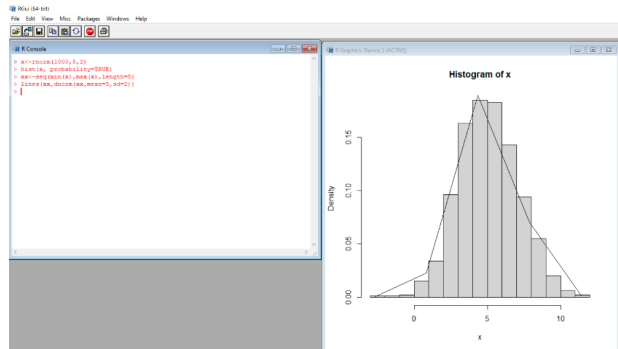 RGui (64-bit)
File Edit View Misc Packages Windows Help
R Console
> x<-rnorm(1000,5,2)
> hist(x, probability=TRUE)
> xx<-seq(min(x),max(x),length=5)
> lines(xx,dnorm(xx,mean=5,sd=2))
>
R Graphics Device 2 (ACTIVE)
Histogram of x
Density
0.00 0.05 0.10 0.15
0 5 10
x